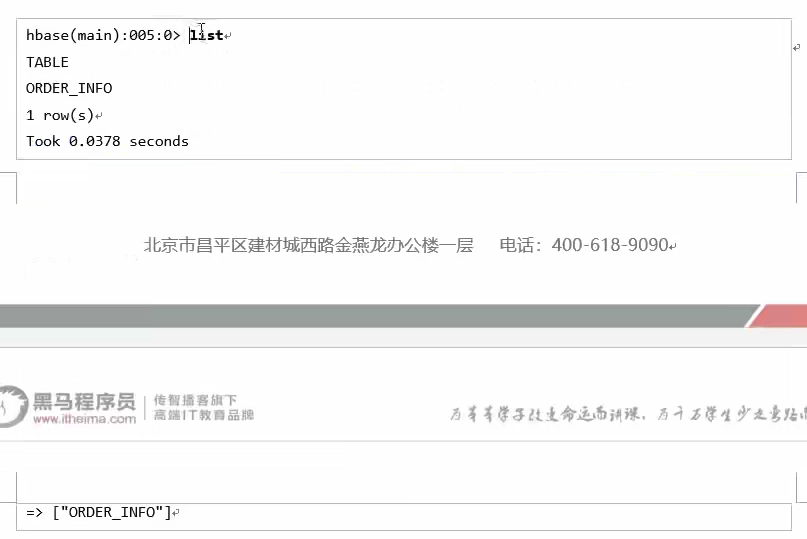 hbase(main):005:0> list
TABLE
ORDER_INFO
1 row(s)
Took 0.0378 seconds
北京市昌平区建材城西路金燕龙办公楼一层 电话：400-618-9090
黑马程序员
www.itheima.com
传智播客旗下
高端IT教育品牌
为莘莘学子改变命运而讲课，为千万学生少走弯路而
=> ["ORDER_INFO"]